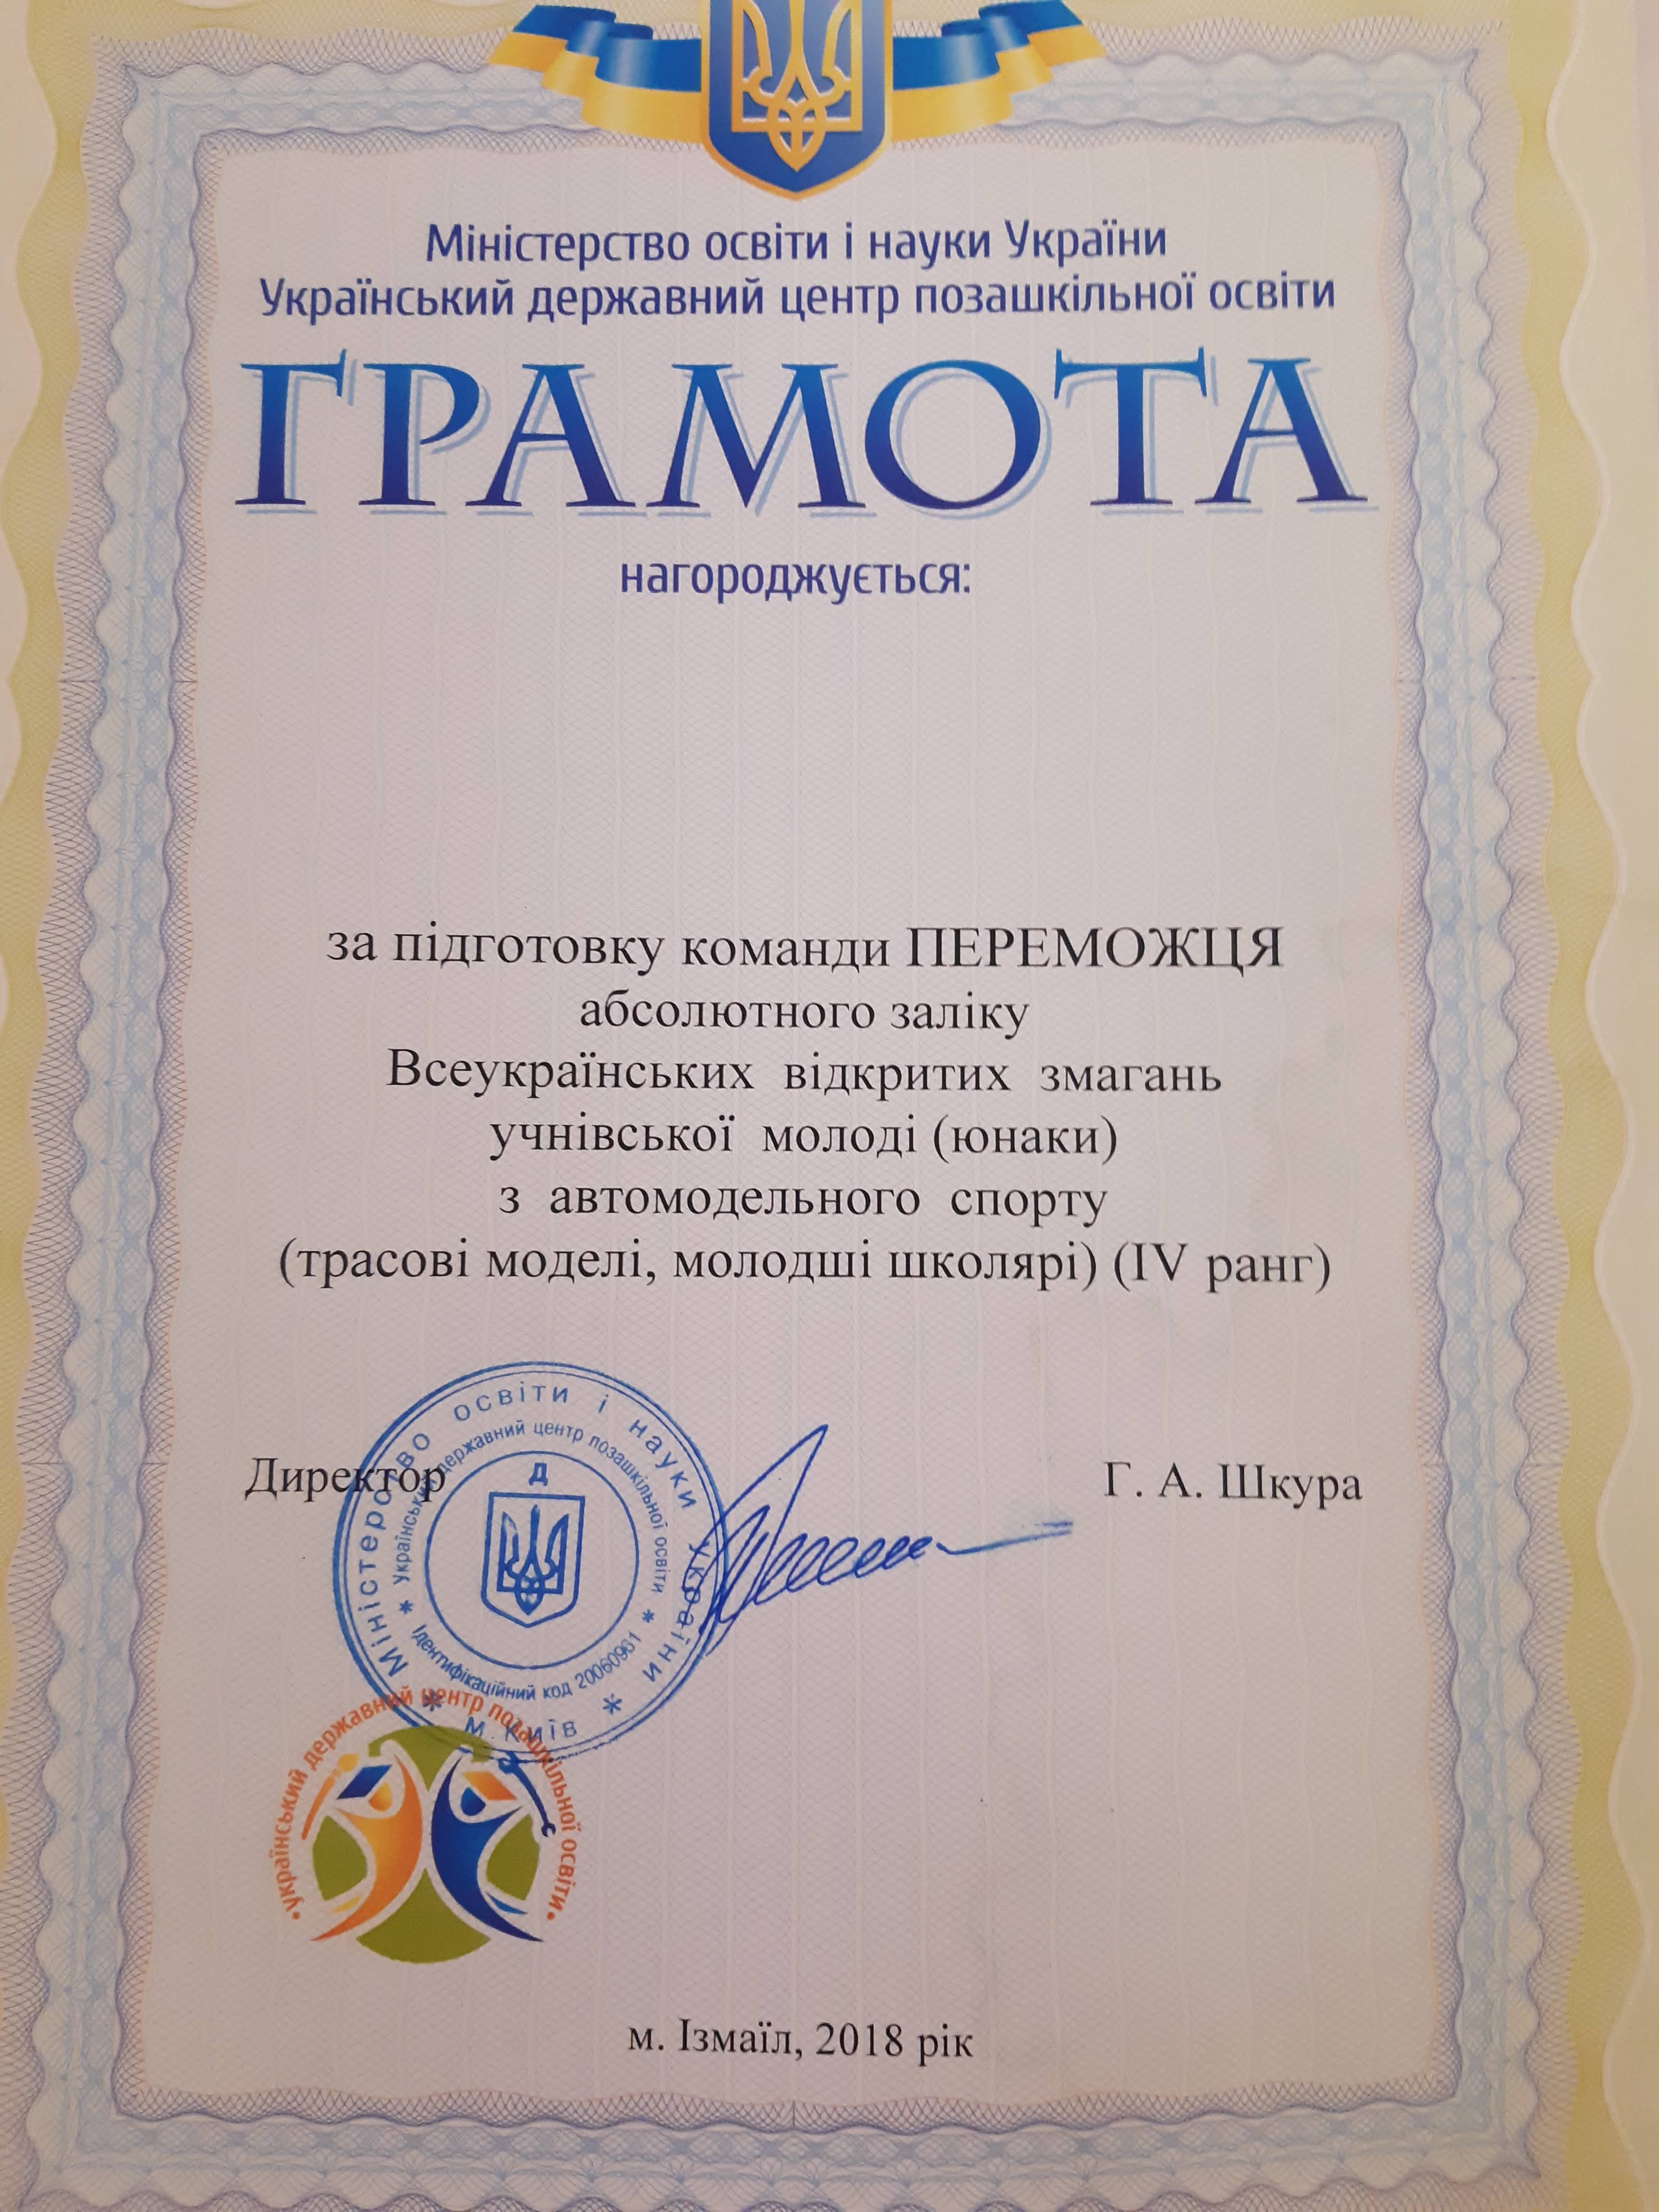 Міністерство освіти і науки України
Український державний центр позашкільної освіти
ГРАМОТА
нагороджується:
за підготовку команди ПЕРЕМОЖЦЯ
абсолютного заліку
Всеукраїнських відкритих змагань
учнівської молоді (юнаки)
з автомодельного спорту
(трасові моделі, молодші школярі) (IV ранг)
Директор
Г. А. Шкура
Міністерство освіти і науки України
Український державний центр позашкільної освіти
Ідентифікаційний код 20060961
м. Київ
Д
український державний центр позашкільної освіти
м. Ізмаїл, 2018 рік